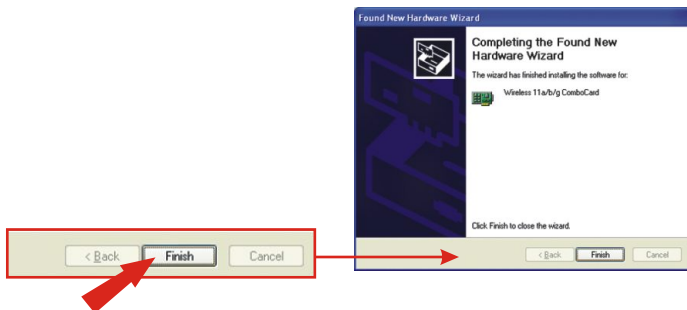 Found New Hardware Wizard
Completing the Found New
Hardware Wizard
The wizard has finished installing the software for:
Wireless 11a/b/g ComboCard
Click Finish to close the wizard.
< Back Finish Cancel
< Back Finish Cancel